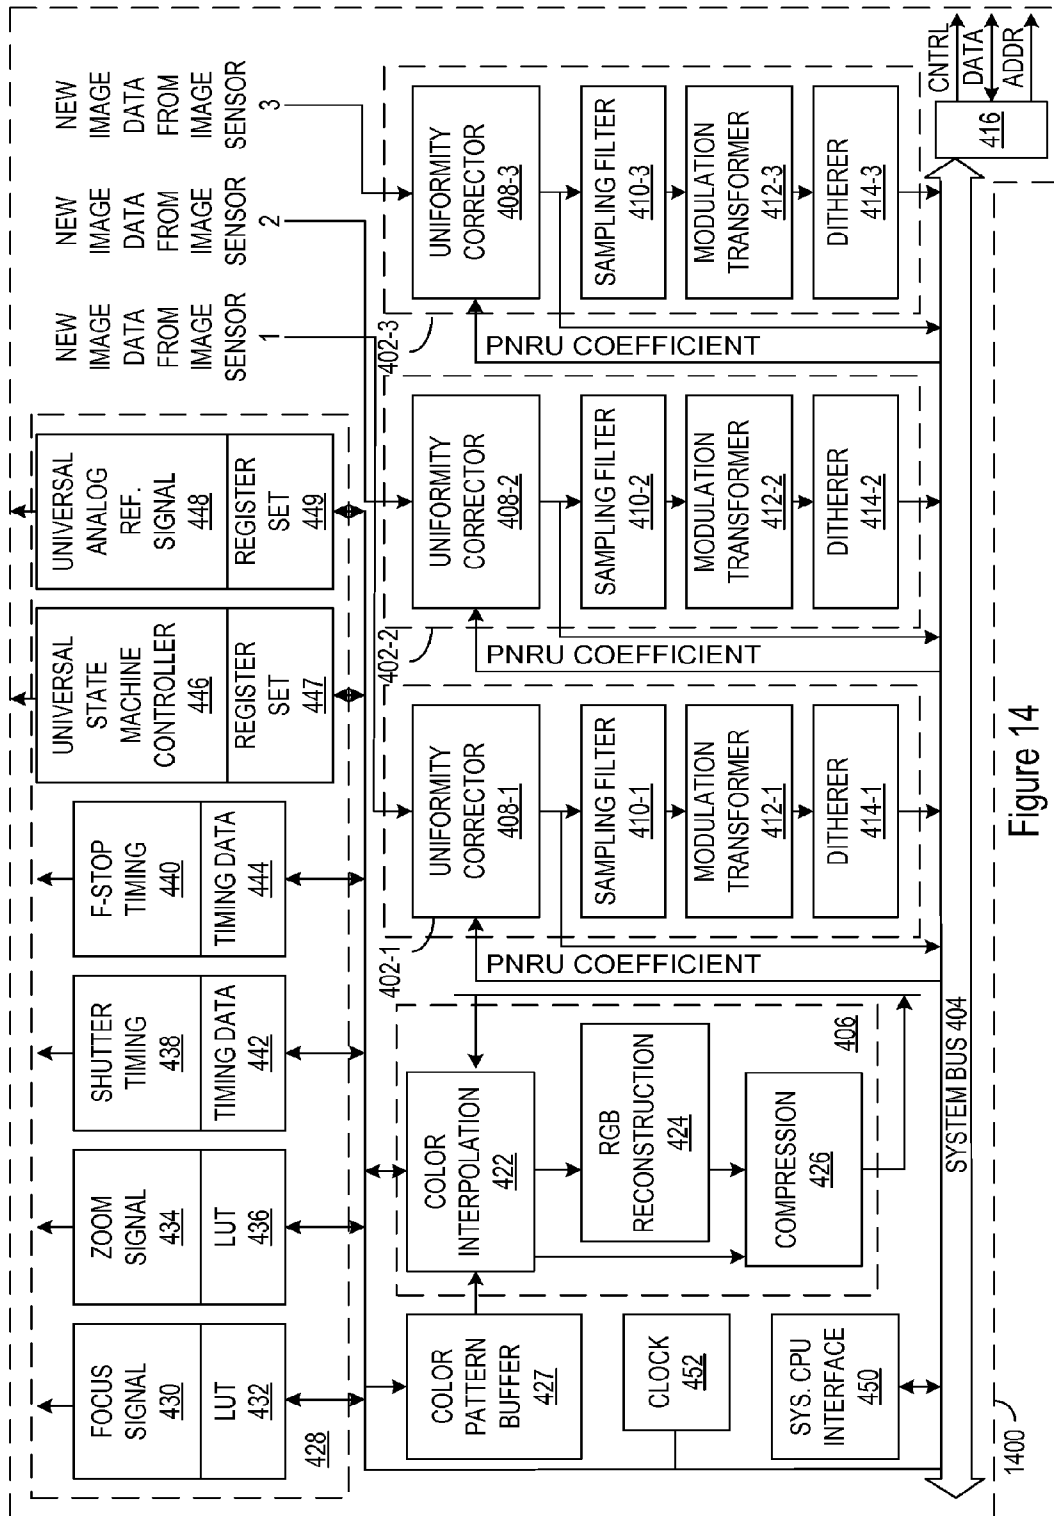 NEW
IMAGE
DATA
FROM
IMAGE
SENSOR
1
NEW
IMAGE
DATA
FROM
IMAGE
SENSOR
2
NEW
IMAGE
DATA
FROM
IMAGE
SENSOR
3
FOCUS
SIGNAL
430
LUT
432
ZOOM
SIGNAL
434
LUT
436
SHUTTER
TIMING
438
TIMING DATA
442
F-STOP
TIMING
440
TIMING DATA
444
UNIVERSAL
STATE
MACHINE
CONTROLLER
446
REGISTER
SET
447
UNIVERSAL
ANALOG
REF.
SIGNAL
448
REGISTER
SET
449
428
COLOR
PATTERN
BUFFER
427
COLOR
INTERPOLATION
422
RGB
RECONSTRUCTION
424
COMPRESSION
426
406
CLOCK
452
SYS. CPU
INTERFACE
450
402-1
UNIFORMITY
CORRECTOR
408-1
SAMPLING FILTER
410-1
MODULATION
TRANSFORMER
412-1
DITHERER
414-1
PNRU COEFFICIENT
402-2
UNIFORMITY
CORRECTOR
408-2
SAMPLING FILTER
410-2
MODULATION
TRANSFORMER
412-2
DITHERER
414-2
PNRU COEFFICIENT
402-3
UNIFORMITY
CORRECTOR
408-3
SAMPLING FILTER
410-3
MODULATION
TRANSFORMER
412-3
DITHERER
414-3
PNRU COEFFICIENT
SYSTEM BUS 404
416
CNTRL
DATA
ADDR
1400
Figure 14